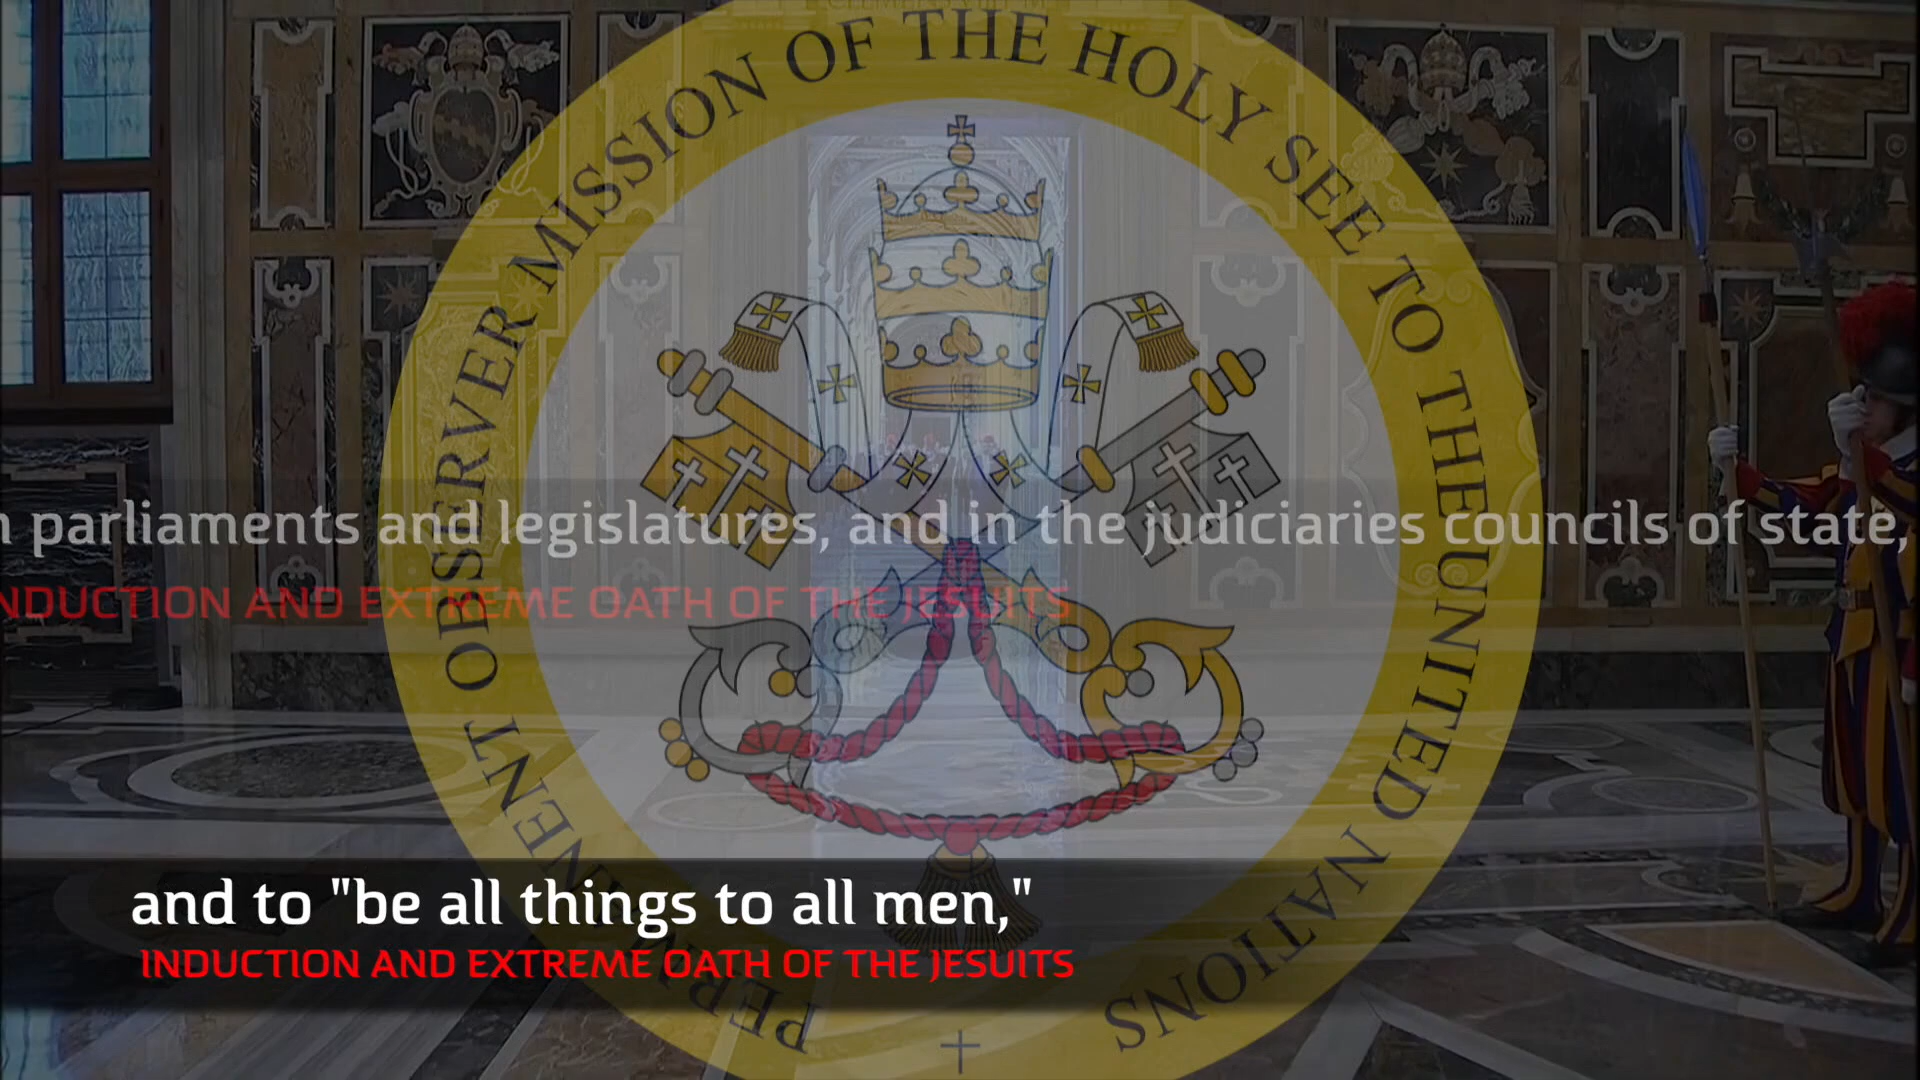 PERMANENT OBSERVER MISSION OF THE HOLY SEE TO THE UNITED NATIONS
parliaments and legislatures, and in the judiciaries councils of state,
NDUCTION AND EXTREME OATH OF THE JESUITS
and to "be all things to all men,"
INDUCTION AND EXTREME OATH OF THE JESUITS